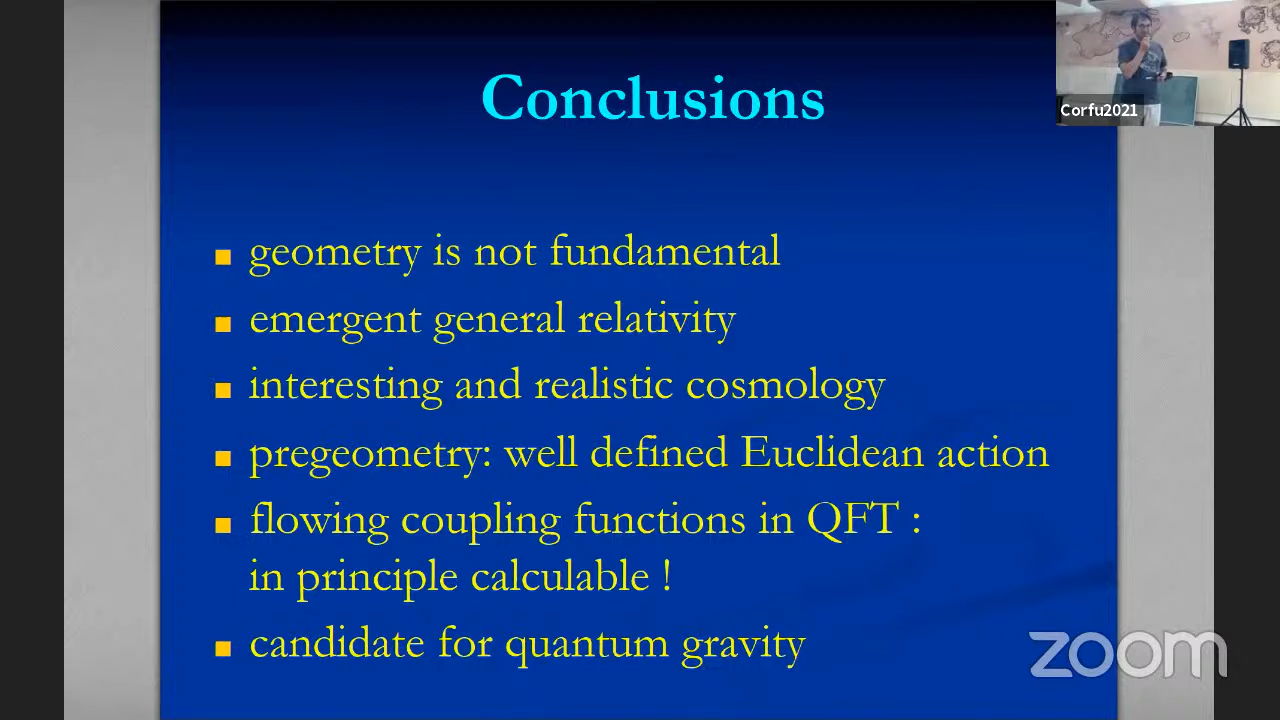 Conclusions
Corfu2021
geometry is not fundamental
emergent general relativity
interesting and realistic cosmology
pregeometry: well defined Euclidean action
flowing coupling functions in QFT :
in principle calculable !
candidate for quantum gravity
zoom